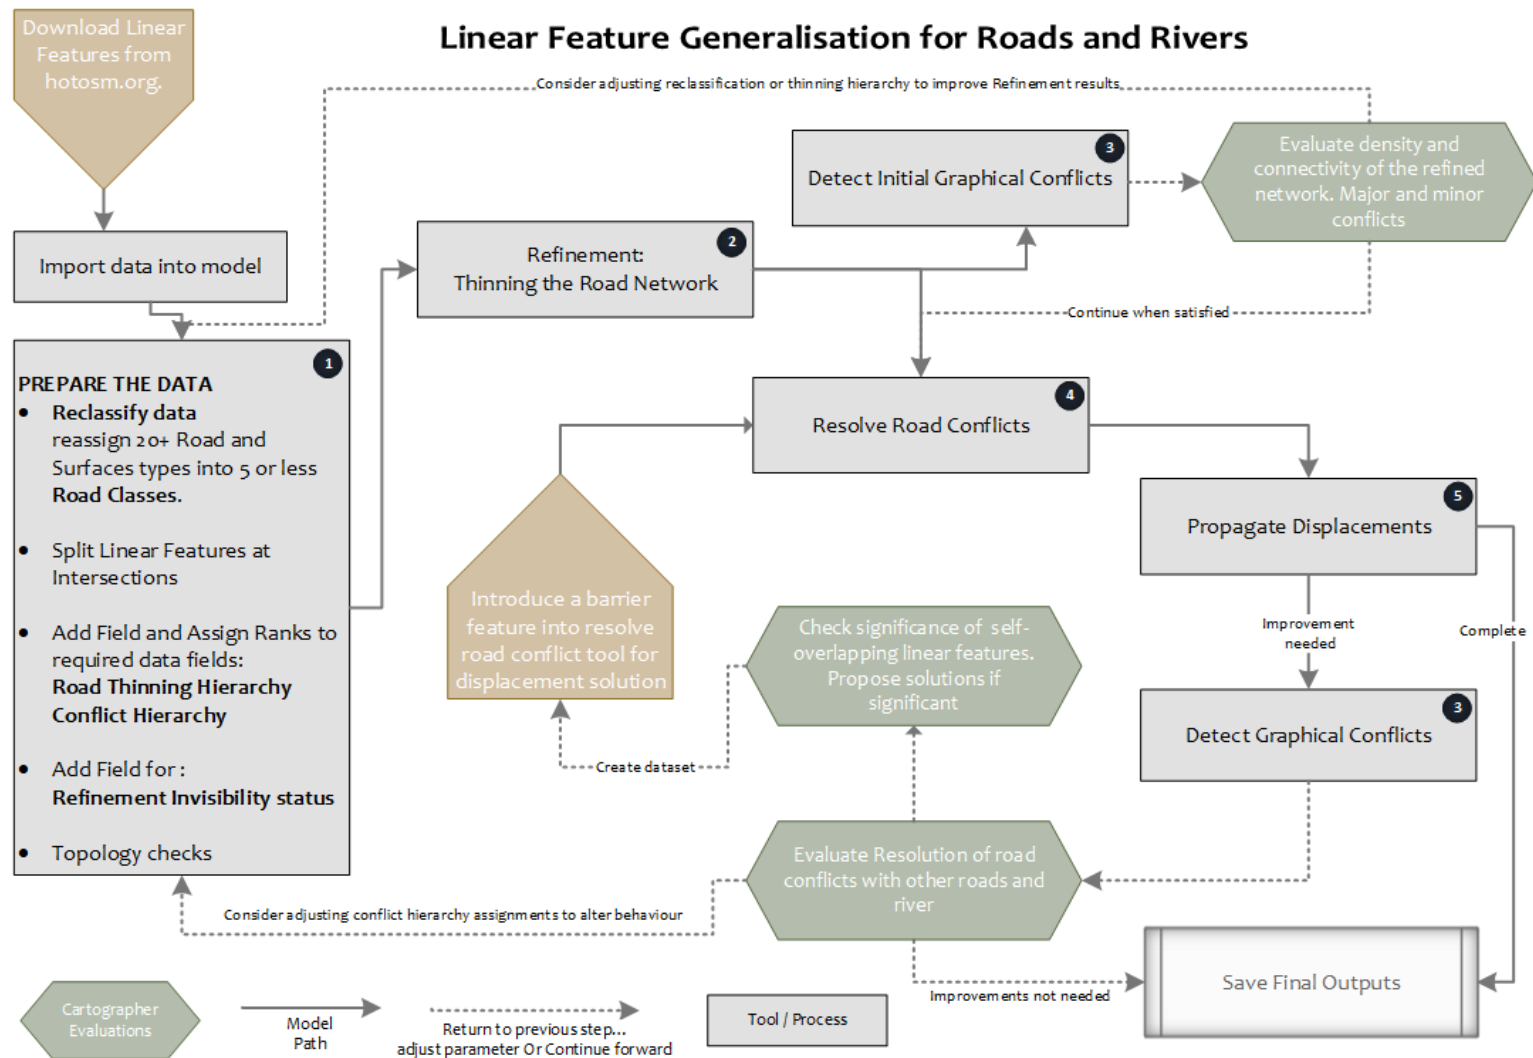 Linear Feature Generalisation for Roads and Rivers
Download Linear
Features from
hotosm.org.
Consider adjusting reclassification or thinning hierarchy to improve Refinement results
Import data into model
1
PREPARE THE DATA
• Reclassify data
reassign 20+ Road and
Surfaces types into 5 or less
Road Classes.
• Split Linear Features at
Intersections
• Add Field and Assign Ranks to
required data fields:
Road Thinning Hierarchy
Conflict Hierarchy
• Add Field for :
Refinement Invisibility status
• Topology checks
2
Refinement:
Thinning the Road Network
3
Detect Initial Graphical Conflicts
Evaluate density and
connectivity of the refined
network. Major and minor
conflicts
Continue when satisfied
4
Resolve Road Conflicts
5
Propagate Displacements
Improvement
needed
Complete
3
Detect Graphical Conflicts
Introduce a barrier
feature into resolve
road conflict tool for
displacement solution
Check significance of self-
overlapping linear features.
Propose solutions if
significant
Create dataset
Evaluate Resolution of road
conflicts with other roads and
river
Consider adjusting conflict hierarchy assignments to alter behaviour
Improvements not needed
Save Final Outputs
Cartographer
Evaluations
Model
Path
Return to previous step...
adjust parameter Or Continue forward
Tool / Process